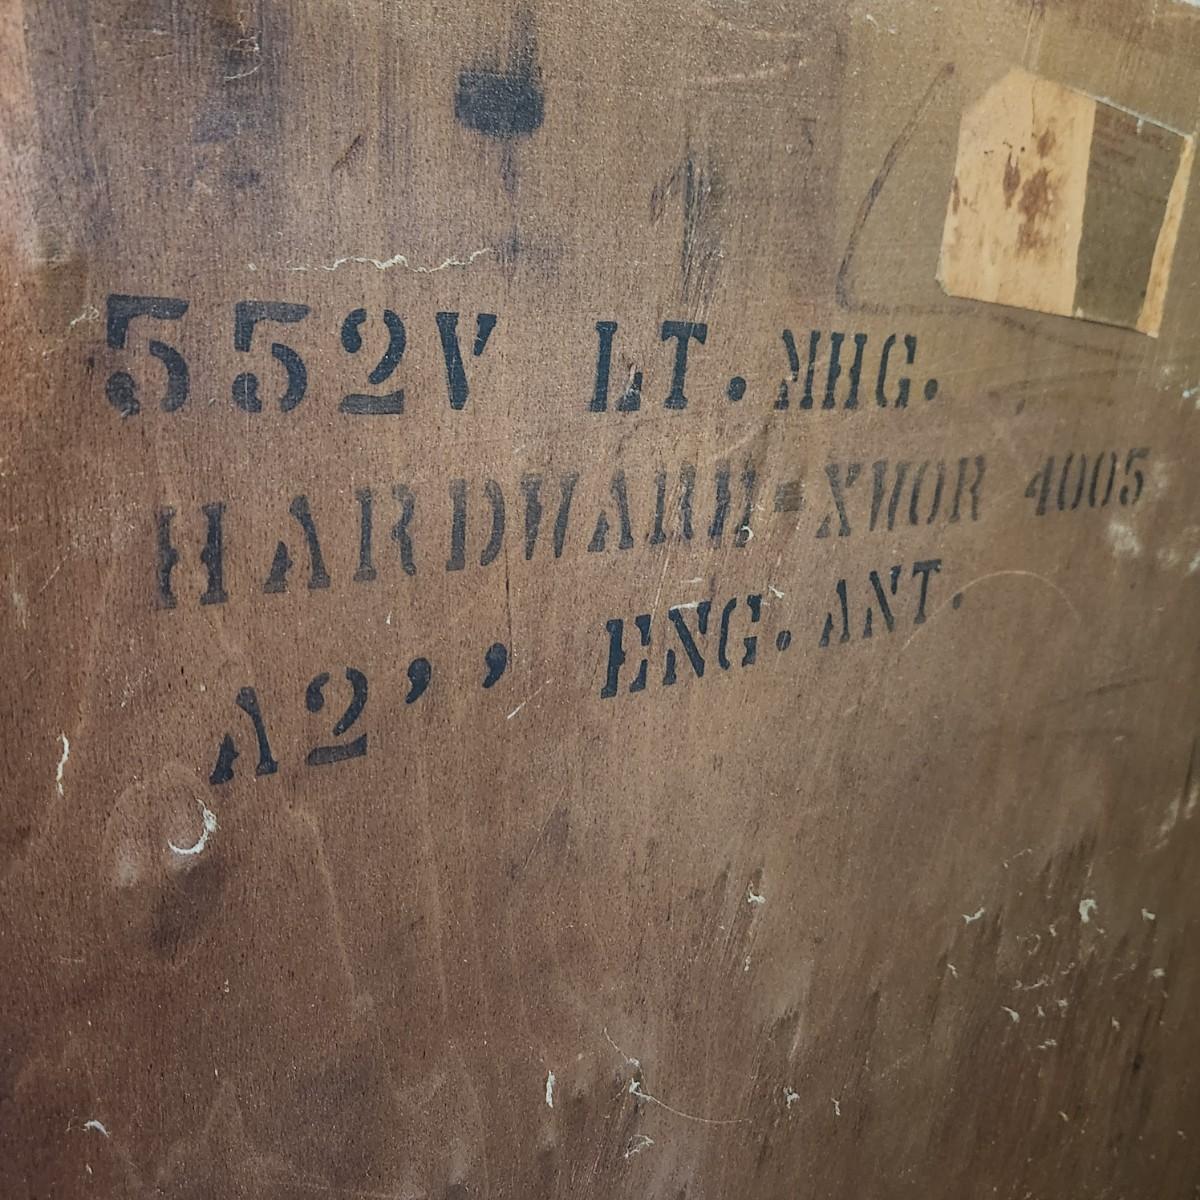 552V LT. MHG.
HARDWARE-XWOR 4005
A2’’ ENG. ANT.